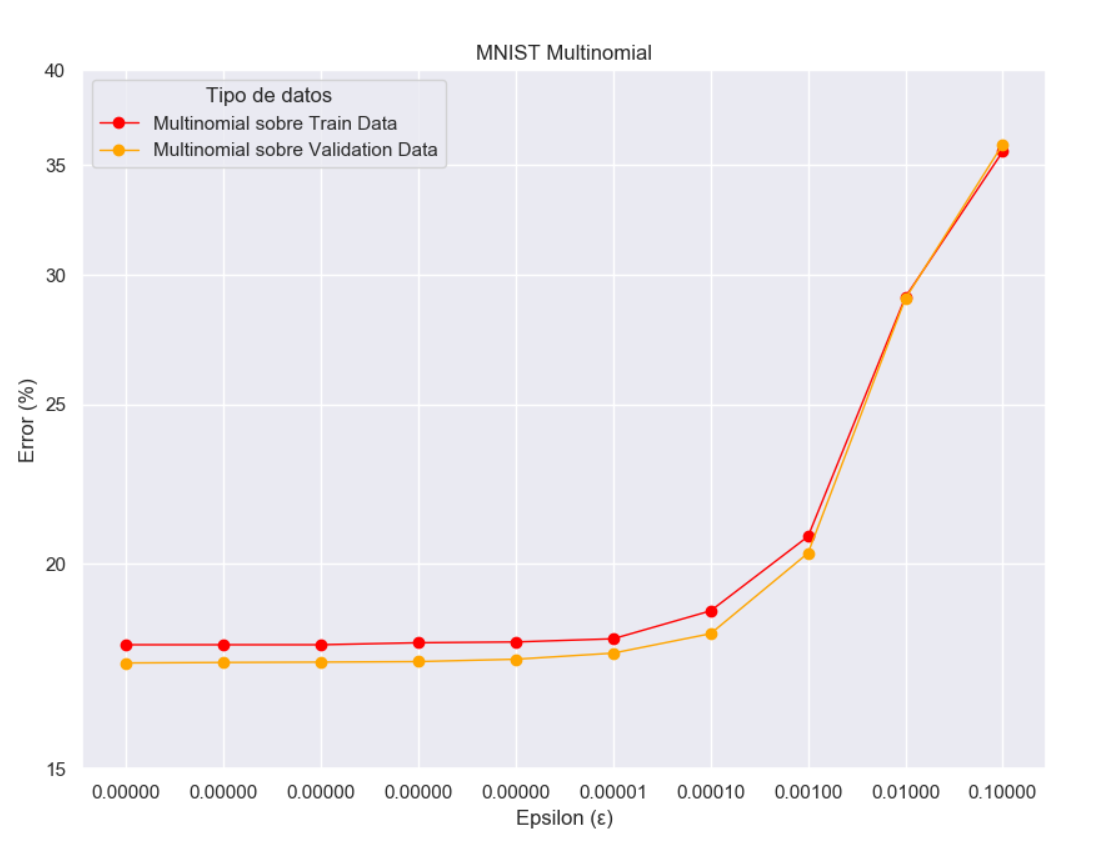 MNIST Multinomial
40
35
30
25
20
15
Error (%)
Tipo de datos
Multinomial sobre Train Data
Multinomial sobre Validation Data
0.00000 0.00000 0.00000 0.00000 0.00000 0.00001 0.00010 0.00100 0.01000 0.10000
Epsilon (ε)